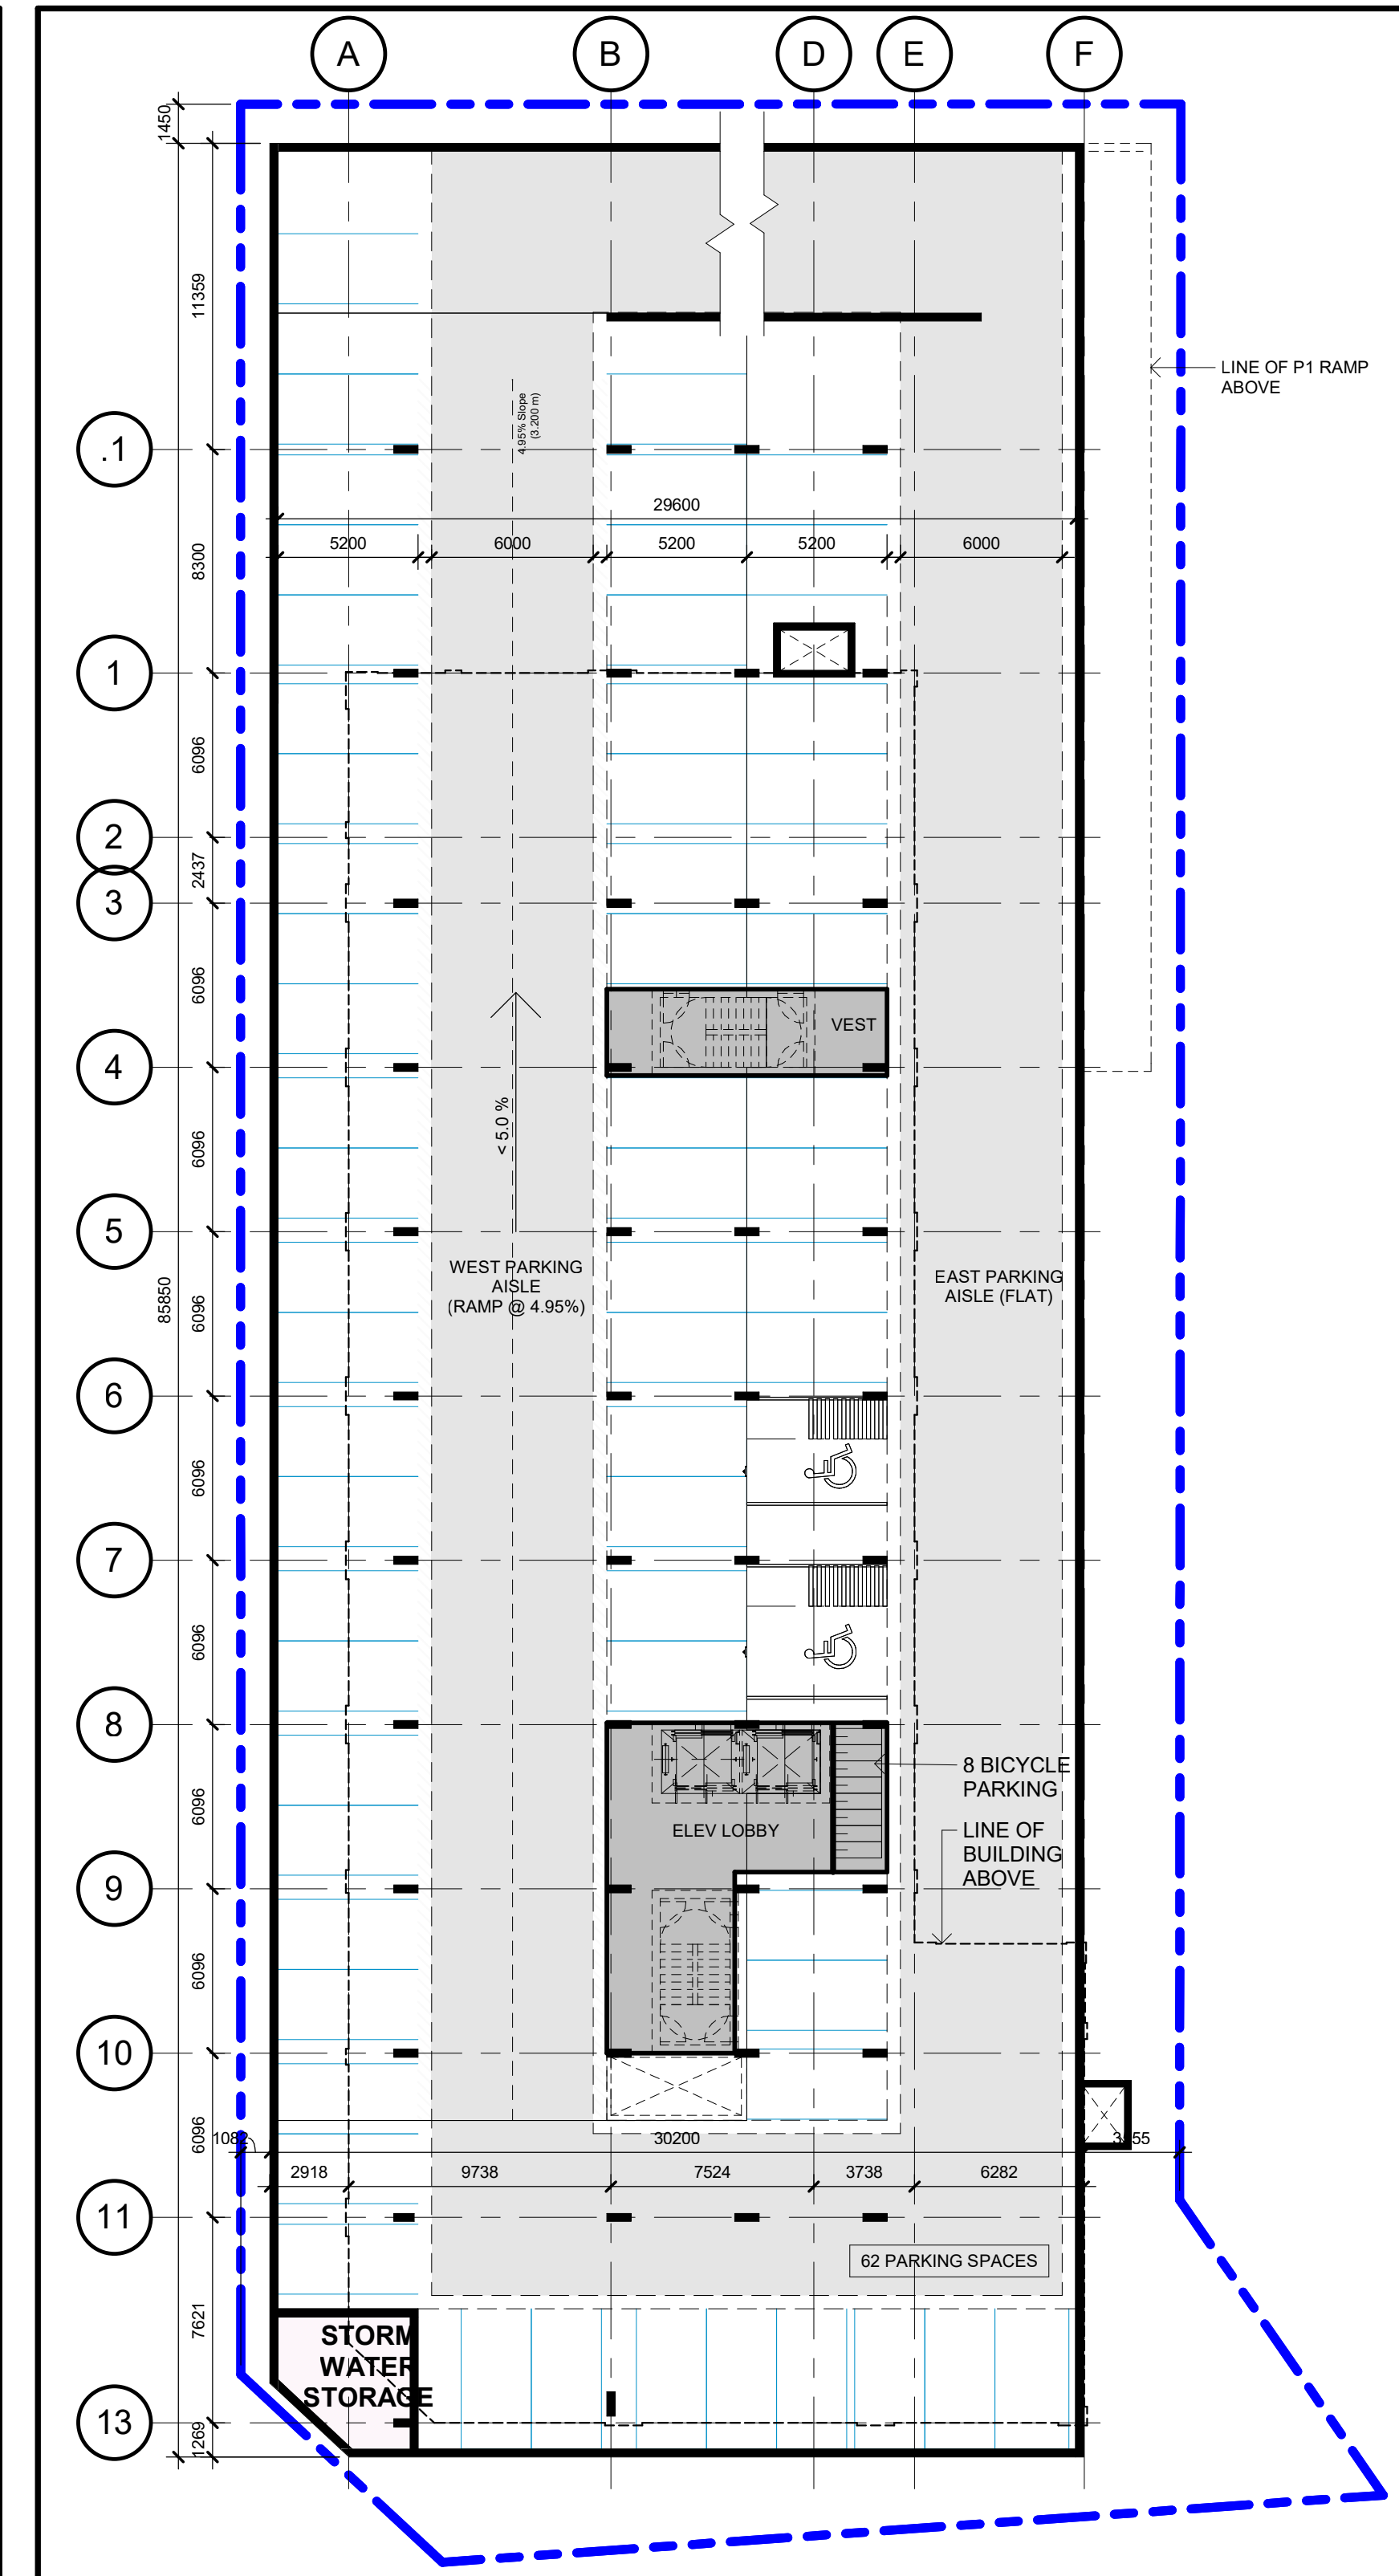 A
B
D
E
F
1450
11359
LINE OF P1 RAMP
ABOVE
4.95% Slope
(3.200 m)
.1
29600
5200
6000
5200
5200
6000
8300
1
6096
2
2437
3
6096
VEST
4
< 5.0 %
6096
5
WEST PARKING
AISLE
(RAMP @ 4.95%)
EAST PARKING
AISLE (FLAT)
85850
6096
6
6096
7
6096
8
8 BICYCLE
PARKING
6096
ELEV LOBBY
LINE OF
BUILDING
ABOVE
9
6096
10
6096
30200
2918
9738
7524
3738
6282
11
62 PARKING SPACES
7621
STORM
WATER
STORAGE
13
1269